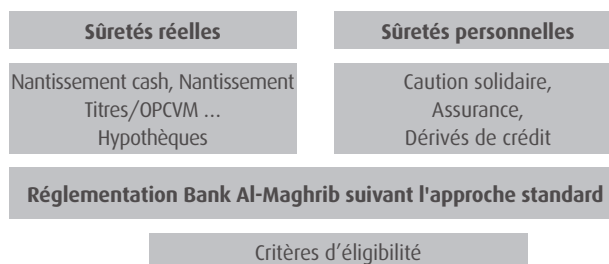 Sûretés réelles
Sûretés personnelles
Nantissement cash, Nantissement
Titres/OPCVM ...
Hypothèques
Caution solidaire,
Assurance,
Dérivés de crédit
Réglementation Bank Al-Maghrib suivant l'approche standard
Critères d’éligibilité